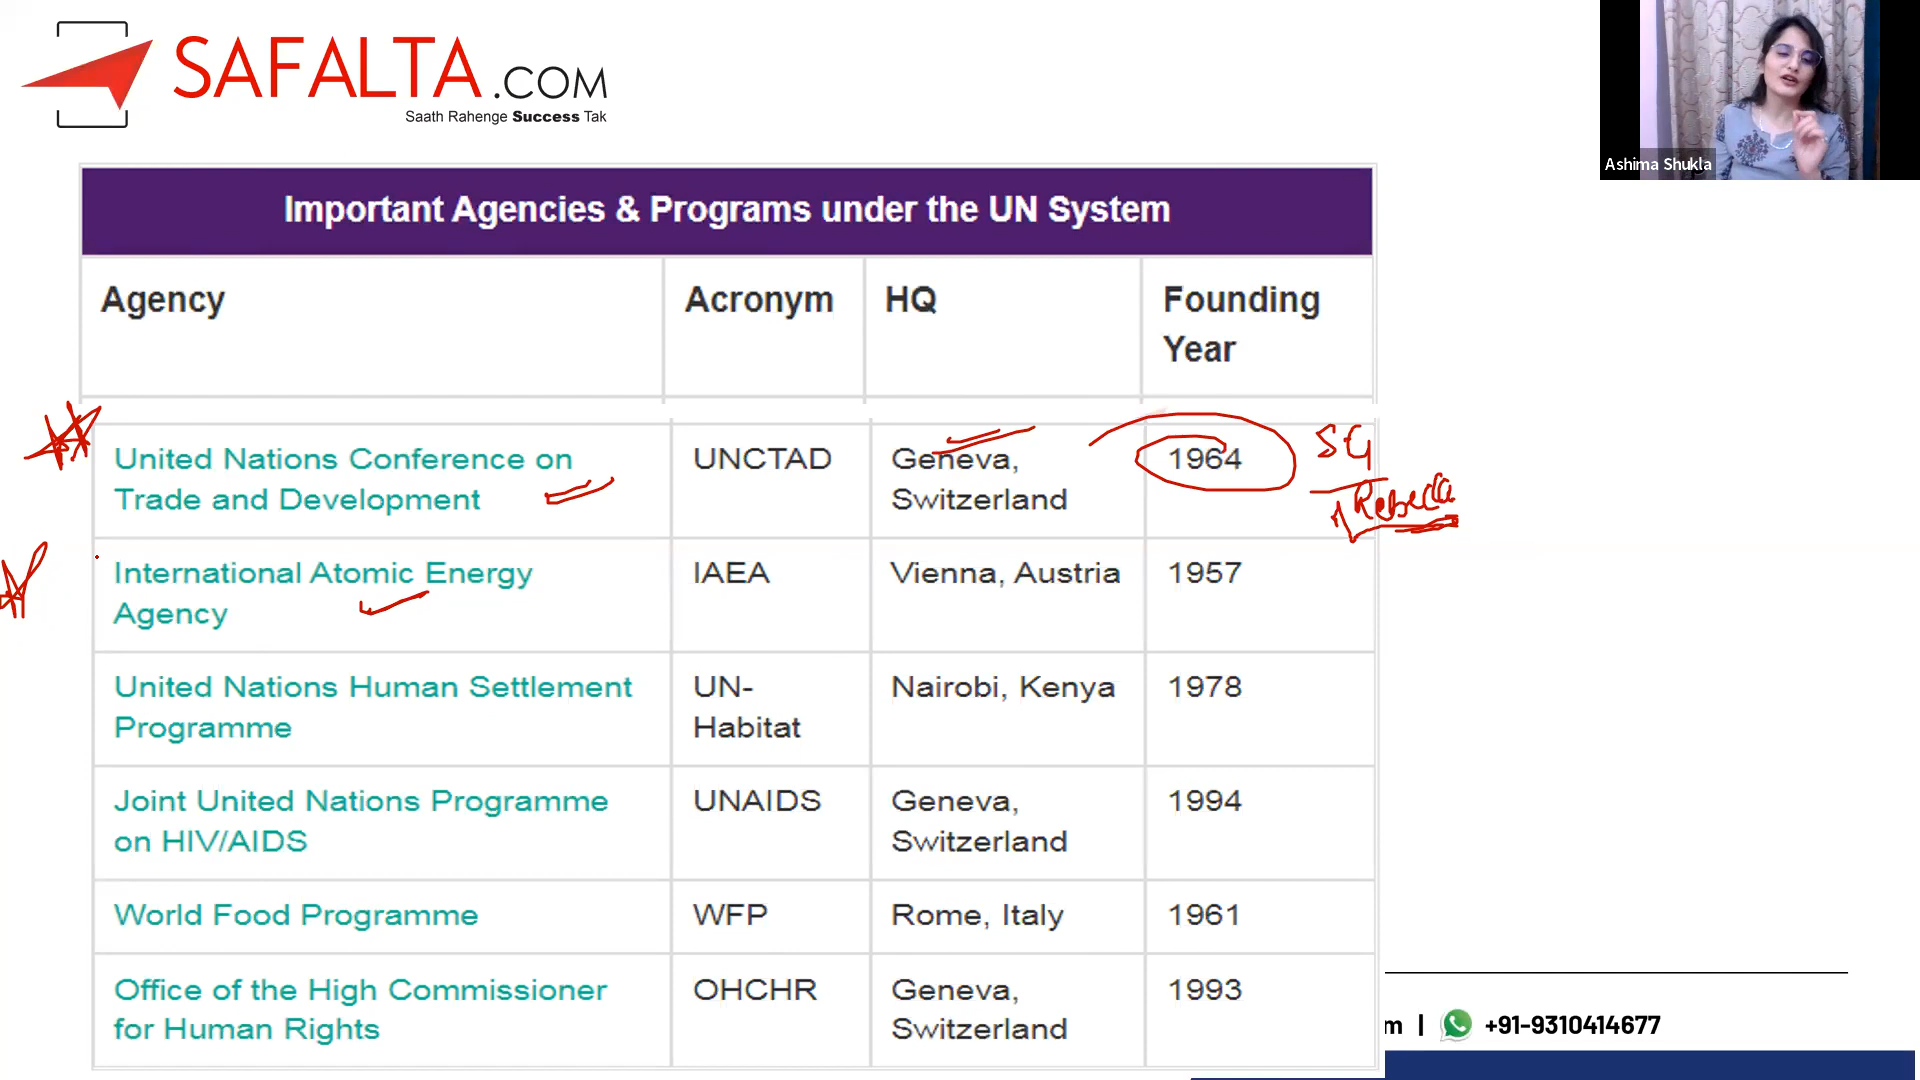 SAFALTA.COM
Saath Rahenge Success Tak
Ashima Shukla
Important Agencies & Programs under the UN System
Agency Acronym HQ Founding Year
United Nations Conference on Trade and Development UNCTAD Geneva, Switzerland 1964
SG
Rebecca
International Atomic Energy Agency IAEA Vienna, Austria 1957
United Nations Human Settlement Programme UN-Habitat Nairobi, Kenya 1978
Joint United Nations Programme on HIV/AIDS UNAIDS Geneva, Switzerland 1994
World Food Programme WFP Rome, Italy 1961
Office of the High Commissioner for Human Rights OHCHR Geneva, Switzerland 1993
m | +91-9310414677